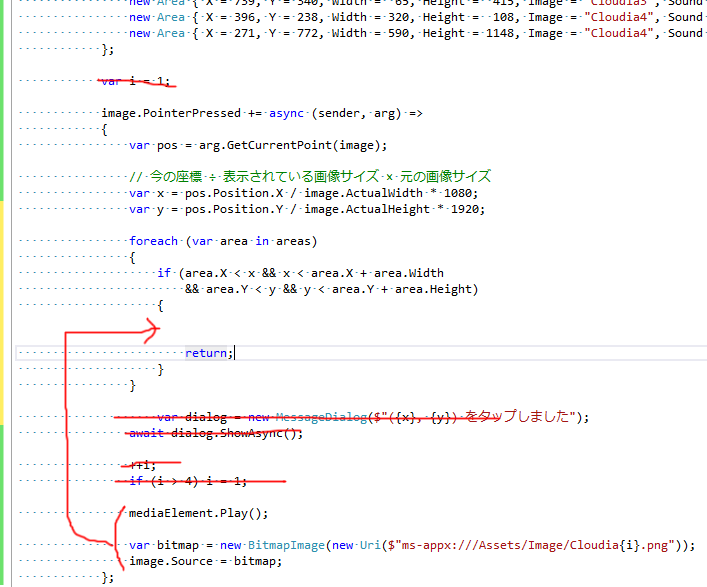 new Area { X = 739, Y = 340, Width = 65, Height = 415, Image = "Cloudia3", Sound
new Area { X = 396, Y = 238, Width = 320, Height = 108, Image = "Cloudia4", Sound
new Area { X = 271, Y = 772, Width = 590, Height = 1148, Image = "Cloudia4", Sound
};
var i = 1;
image.PointerPressed += async (sender, arg) =>
{
var pos = arg.GetCurrentPoint(image);
// 今の座標 ÷ 表示されている画像サイズ × 元の画像サイズ
var x = pos.Position.X / image.ActualWidth * 1080;
var y = pos.Position.Y / image.ActualHeight * 1920;
foreach (var area in areas)
{
if (area.X < x && x < area.X + area.Width
&& area.Y < y && y < area.Y + area.Height)
{
return;
}
}
var dialog = new MessageDialog($"({x}, {y}) をタップしました");
await dialog.ShowAsync();
++i;
if (i > 4) i = 1;
mediaElement.Play();
var bitmap = new BitmapImage(new Uri($"ms-appx:///Assets/Image/Cloudia{i}.png"));
image.Source = bitmap;
};